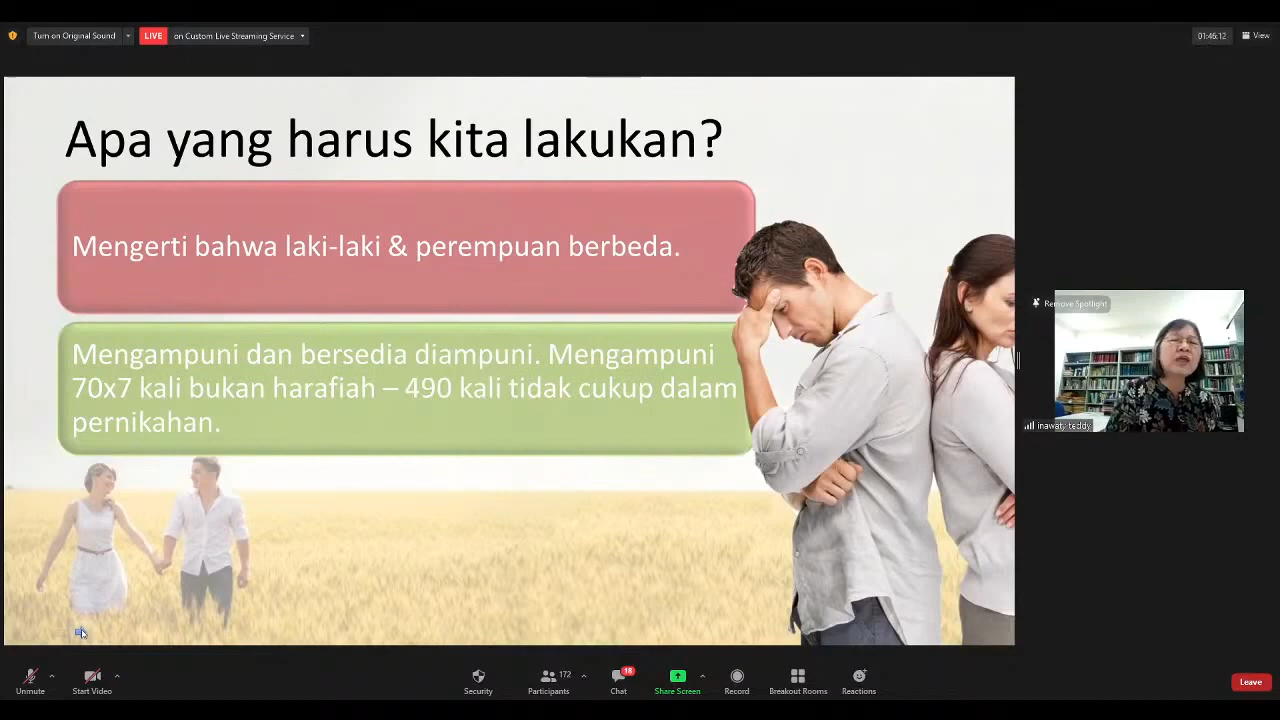 Turn on Original Sound
LIVE
on Custom Live Streaming Service
01:46:12
View
Apa yang harus kita lakukan?
Mengerti bahwa laki-laki & perempuan berbeda.
Mengampuni dan bersedia diampuni. Mengampuni
70x7 kali bukan harafiah – 490 kali tidak cukup dalam
pernikahan.
Remove Spotlight
inawaty teddy
Unmute
Start Video
Security
172
Participants
18
Chat
Share Screen
Record
Breakout Rooms
Reactions
Leave